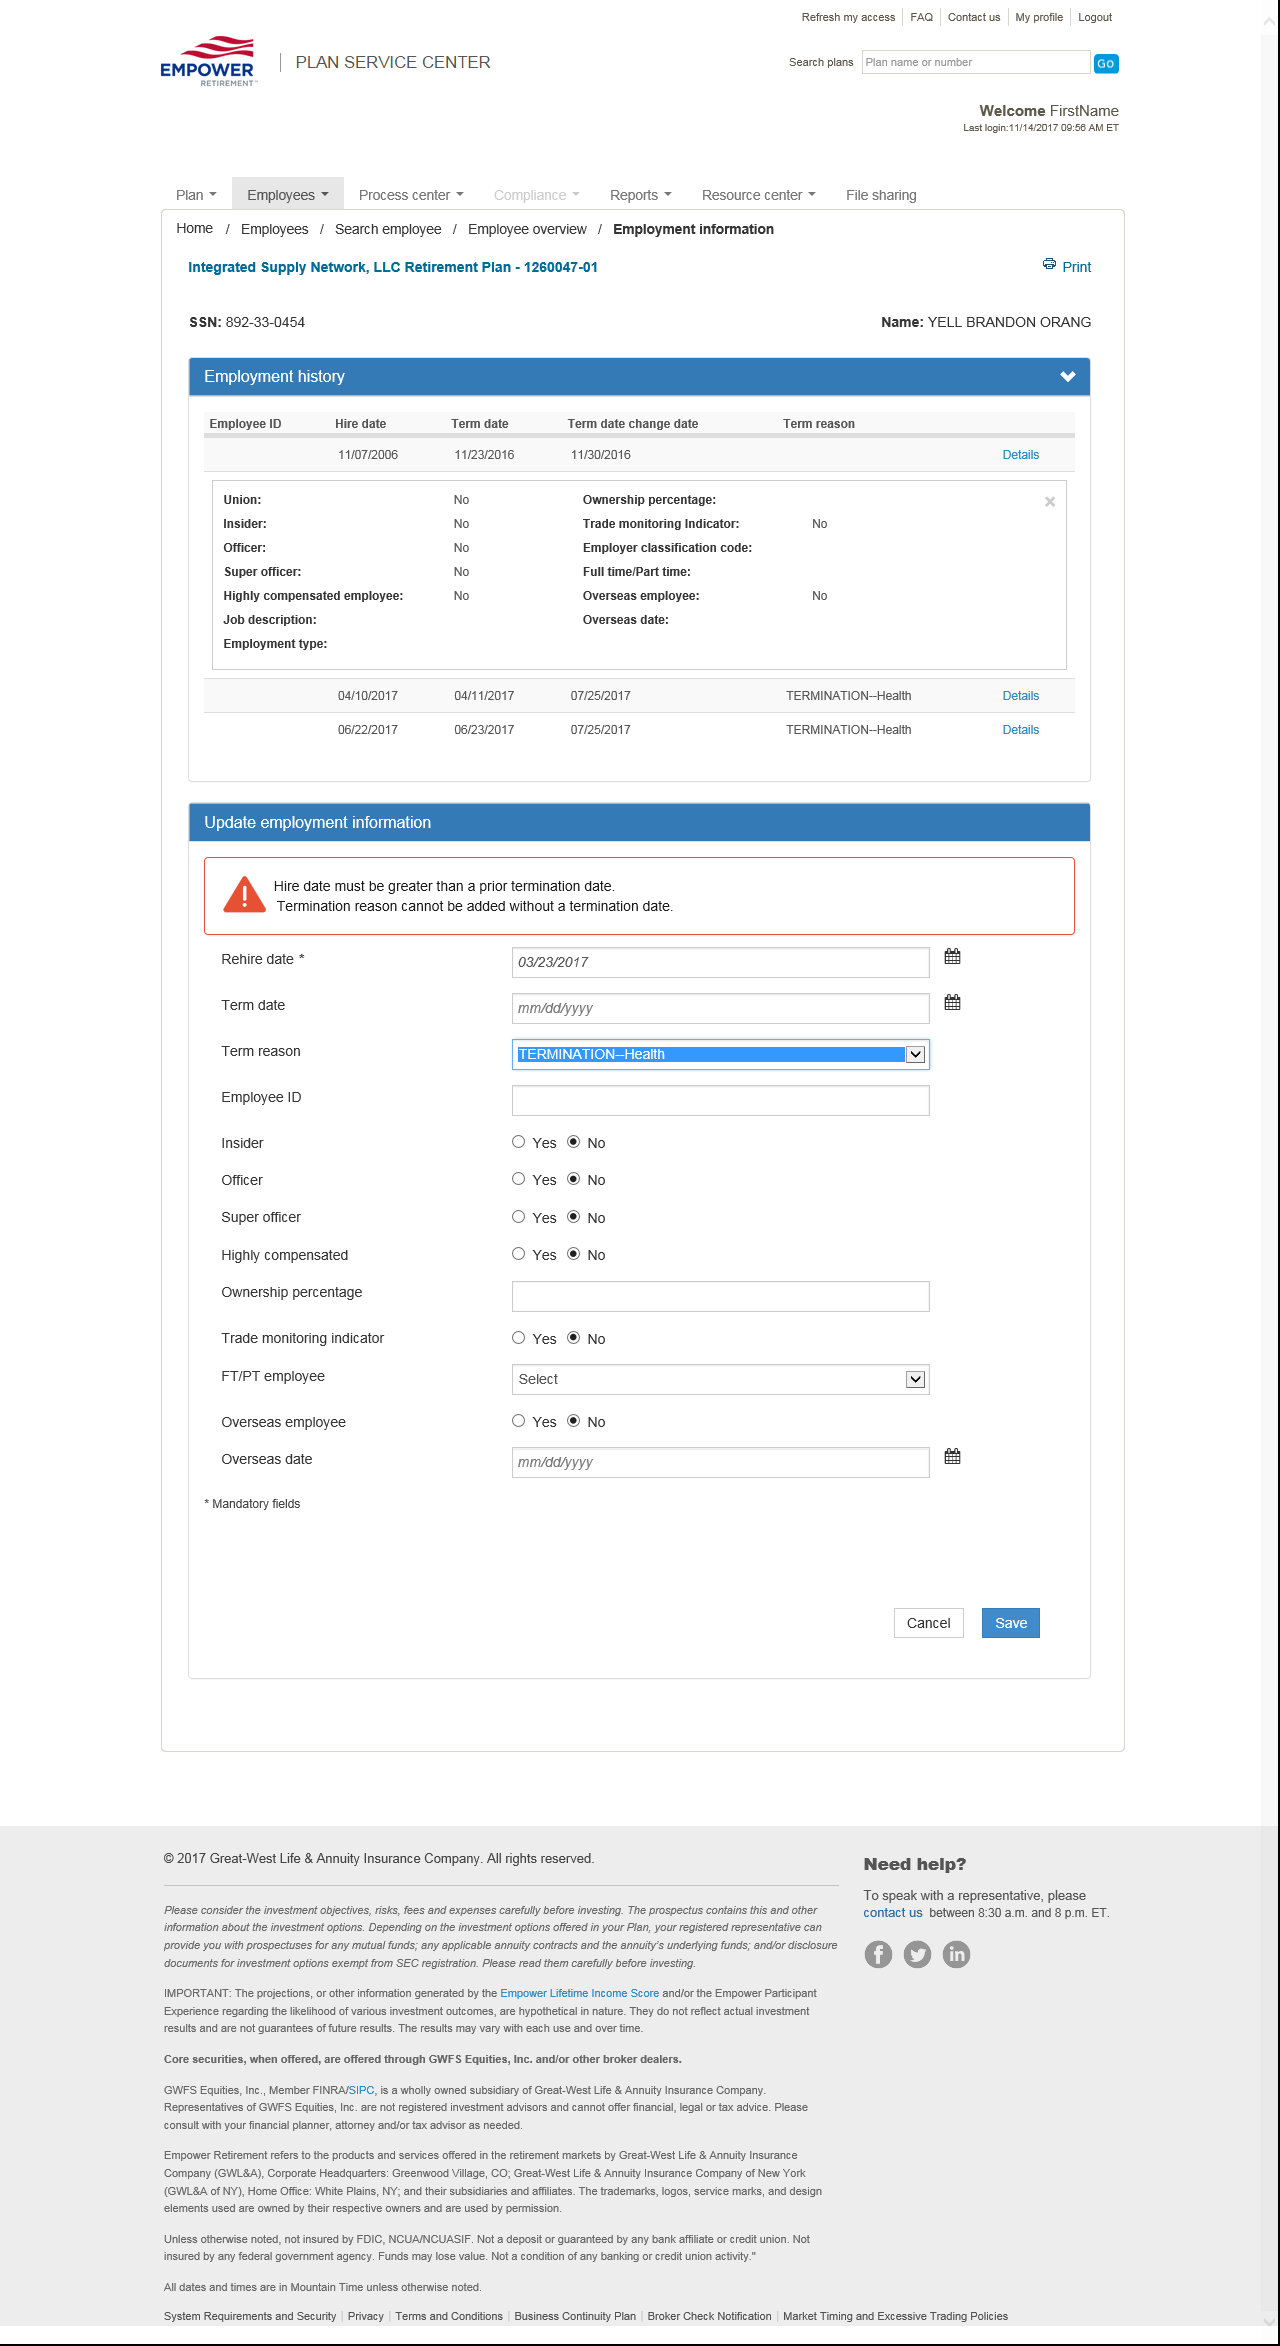 Refresh my access | FAQ | Contact us | My profile | Logout
EMPOWER
RETIREMENT™
PLAN SERVICE CENTER
Search plans Plan name or number GO
Welcome FirstName
Last login:11/14/2017 09:56 AM ET
Plan Employees Process center Compliance Reports Resource center File sharing
Home / Employees / Search employee / Employee overview / Employment information
Integrated Supply Network, LLC Retirement Plan - 1260047-01 Print
SSN: 892-33-0454 Name: YELL BRANDON ORANG
Employment history
Employee ID Hire date Term date Term date change date Term reason
11/07/2006 11/23/2016 11/30/2016 Details
Union: No Ownership percentage:
Insider: No Trade monitoring Indicator: No
Officer: No Employer classification code:
Super officer: No Full time/Part time:
Highly compensated employee: No Overseas employee: No
Job description: Overseas date:
Employment type:
04/10/2017 04/11/2017 07/25/2017 TERMINATION--Health Details
06/22/2017 06/23/2017 07/25/2017 TERMINATION--Health Details
Update employment information
Hire date must be greater than a prior termination date.
Termination reason cannot be added without a termination date.
Rehire date * 03/23/2017
Term date mm/dd/yyyy
Term reason TERMINATION--Health
Employee ID
Insider Yes No
Officer Yes No
Super officer Yes No
Highly compensated Yes No
Ownership percentage
Trade monitoring indicator Yes No
FT/PT employee Select
Overseas employee Yes No
Overseas date mm/dd/yyyy
* Mandatory fields
Cancel Save
© 2017 Great-West Life & Annuity Insurance Company. All rights reserved.
Please consider the investment objectives, risks, fees and expenses carefully before investing. The prospectus contains this and other
information about the investment options. Depending on the investment options offered in your Plan, your registered representative can
provide you with prospectuses for any mutual funds; any applicable annuity contracts and the annuity's underlying funds; and/or disclosure
documents for investment options exempt from SEC registration. Please read them carefully before investing.
IMPORTANT: The projections, or other information generated by the Empower Lifetime Income Score and/or the Empower Participant
Experience regarding the likelihood of various investment outcomes, are hypothetical in nature. They do not reflect actual investment
results and are not guarantees of future results. The results may vary with each use and over time.
Core securities, when offered, are offered through GWFS Equities, Inc. and/or other broker dealers.
GWFS Equities, Inc., Member FINRA/SIPC, is a wholly owned subsidiary of Great-West Life & Annuity Insurance Company.
Representatives of GWFS Equities, Inc. are not registered investment advisors and cannot offer financial, legal or tax advice. Please
consult with your financial planner, attorney and/or tax advisor as needed.
Empower Retirement refers to the products and services offered in the retirement markets by Great-West Life & Annuity Insurance
Company (GWL&A), Corporate Headquarters: Greenwood Village, CO; Great-West Life & Annuity Insurance Company of New York
(GWL&A of NY), Home Office: White Plains, NY; and their subsidiaries and affiliates. The trademarks, logos, service marks, and design
elements used are owned by their respective owners and are used by permission.
Unless otherwise noted, not insured by FDIC, NCUA/NCUASIF. Not a deposit or guaranteed by any bank affiliate or credit union. Not
insured by any federal government agency. Funds may lose value. Not a condition of any banking or credit union activity."
All dates and times are in Mountain Time unless otherwise noted.
System Requirements and Security | Privacy | Terms and Conditions | Business Continuity Plan | Broker Check Notification | Market Timing and Excessive Trading Policies
Need help?
To speak with a representative, please
contact us between 8:30 a.m. and 8 p.m. ET.